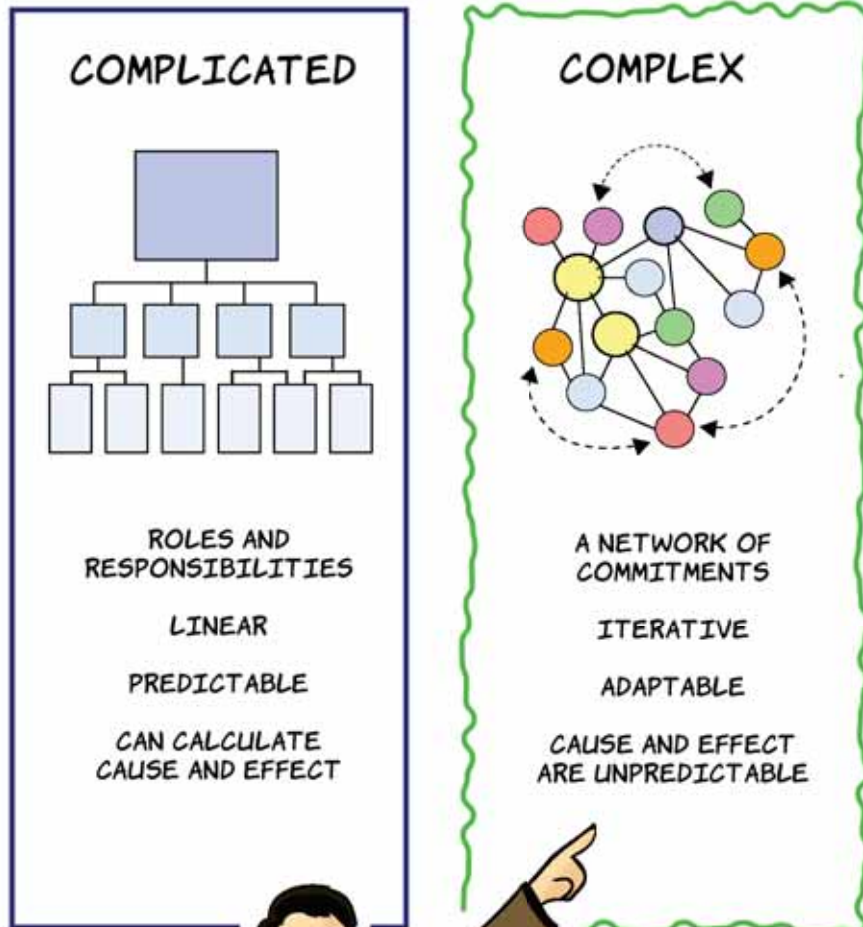 COMPLICATED
ROLES AND
RESPONSIBILITIES
LINEAR
PREDICTABLE
CAN CALCULATE
CAUSE AND EFFECT
COMPLEX
A NETWORK OF
COMMITMENTS
ITERATIVE
ADAPTABLE
CAUSE AND EFFECT
ARE UNPREDICTABLE